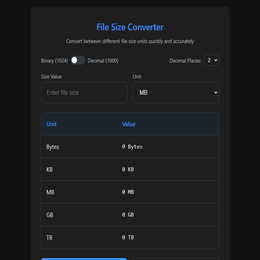 File Size Converter
Convert between different file size units quickly and accurately
Binary (1024) Decimal (1000) Decimal Places: 2
Size Value Unit
Enter file size MB
Unit Value
Bytes 0 Bytes
KB 0 KB
MB 0 MB
GB 0 GB
TB 0 TB